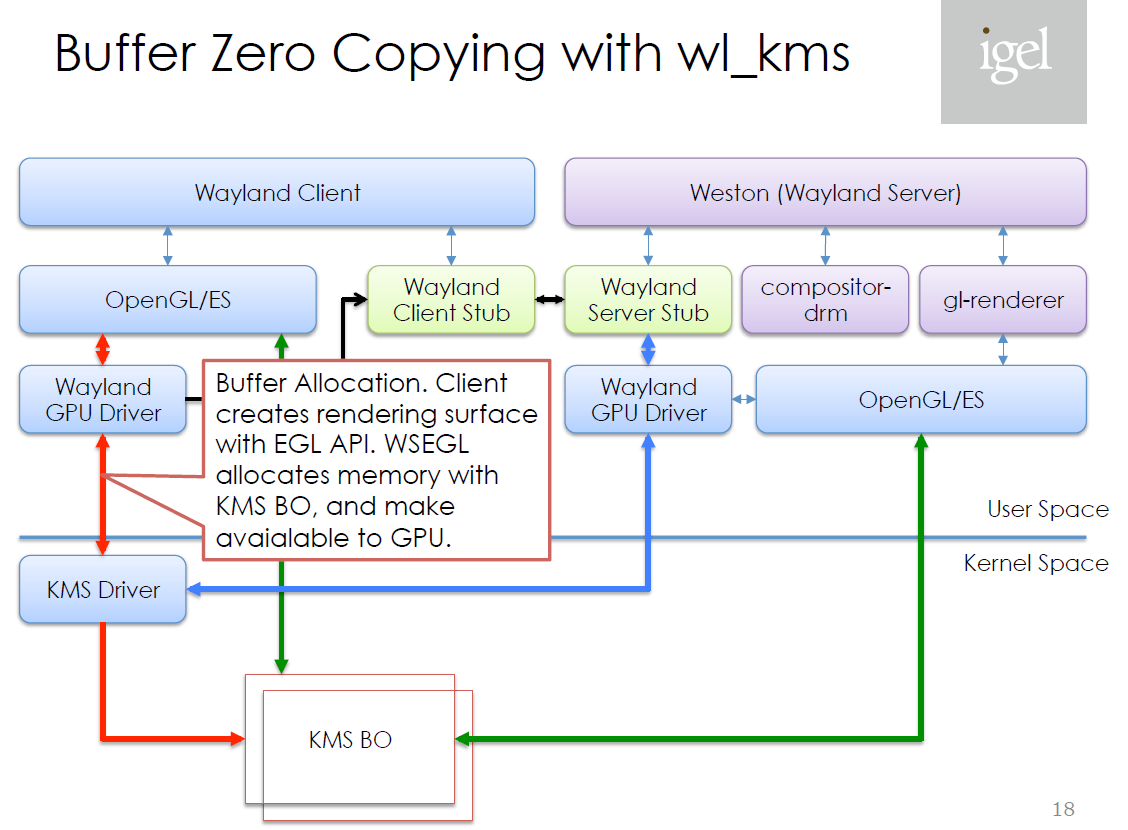 Buffer Zero Copying with wl_kms
igel
Wayland Client
Weston (Wayland Server)
OpenGL/ES
Wayland
Client Stub
Wayland
Server Stub
compositor-
drm
gl-renderer
Wayland
GPU Driver
Buffer Allocation. Client
creates rendering surface
with EGL API. WSEGL
allocates memory with
KMS BO, and make
avaialable to GPU.
Wayland
GPU Driver
OpenGL/ES
User Space
Kernel Space
KMS Driver
KMS BO
18